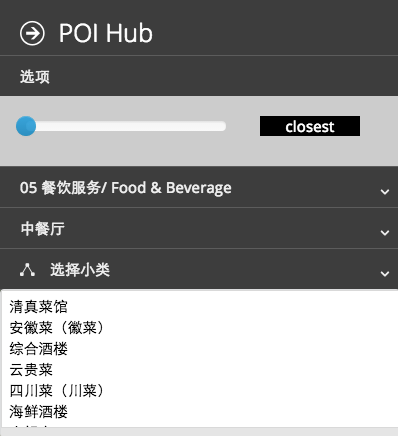 POI Hub
选项
closest
05 餐饮服务/ Food & Beverage
中餐厅
选择小类
清真菜馆
安徽菜（徽菜）
综合酒楼
云贵菜
四川菜（川菜）
海鲜酒楼